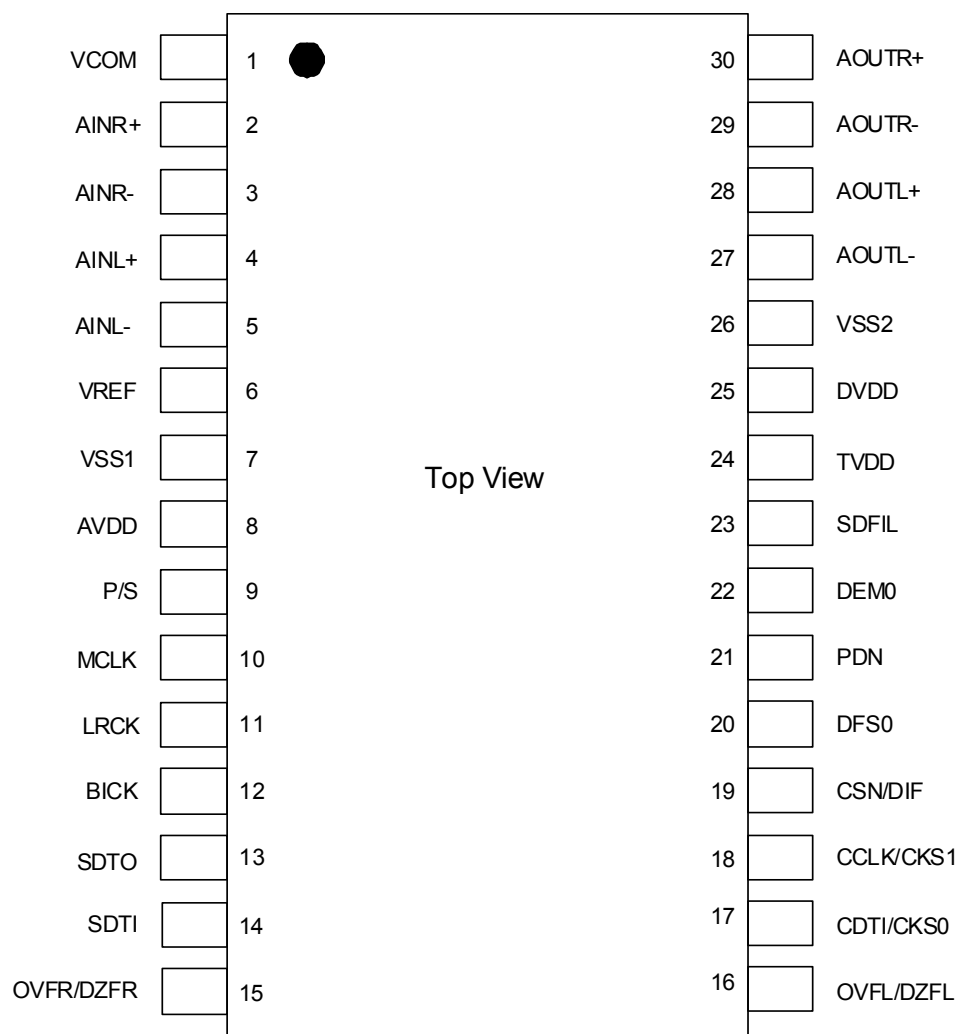 VCOM 1 30 AOUTR+
AINR+ 2 29 AOUTR-
AINR- 3 28 AOUTL+
AINL+ 4 27 AOUTL-
AINL- 5 26 VSS2
VREF 6 25 DVDD
VSS1 7 24 TVDD
Top View
AVDD 8 23 SDFIL
P/S 9 22 DEM0
MCLK 10 21 PDN
LRCK 11 20 DFS0
BICK 12 19 CSN/DIF
SDTO 13 18 CCLK/CKS1
SDTI 14 17 CDTI/CKS0
OVFR/DZFR 15 16 OVFL/DZFL